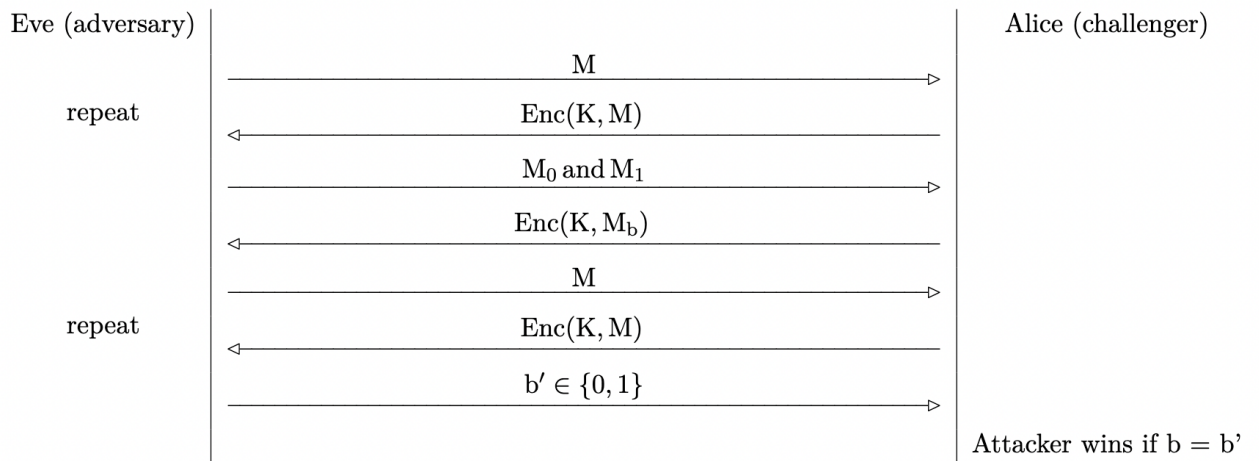 Eve (adversary)
Alice (challenger)
M
repeat
Enc(K, M)
M₀ and M₁
Enc(K, M_b)
M
repeat
Enc(K, M)
b′ ∈ {0, 1}
Attacker wins if b = b'